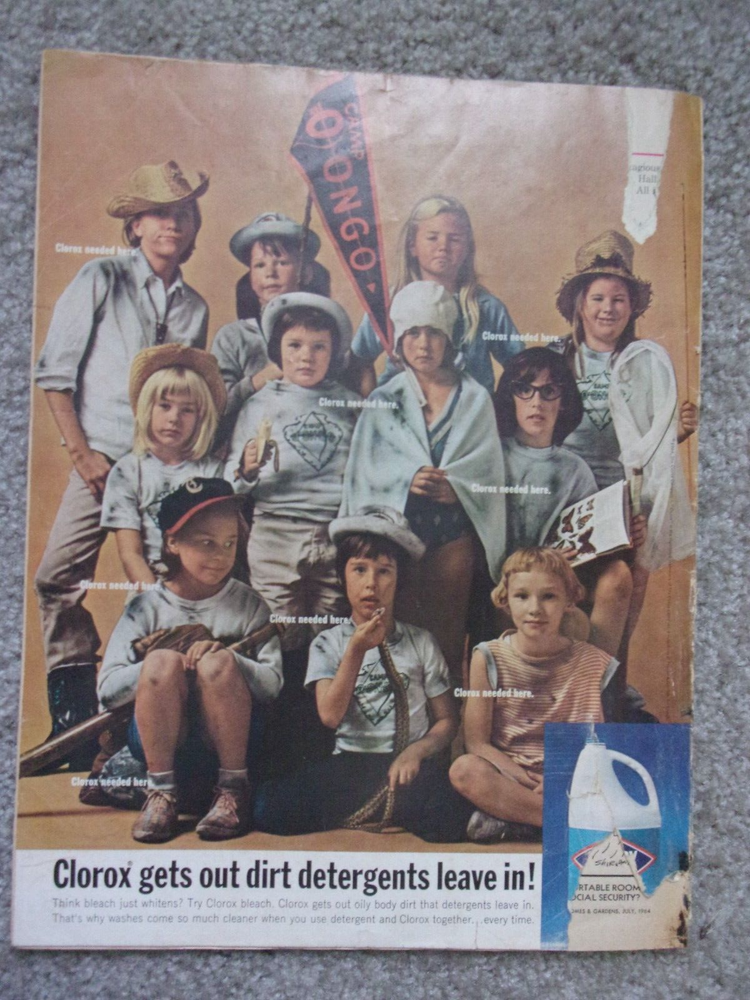 CAMP
OONGO
agious
Hall
All
Clorox needed here.
Clorox needed here.
Clorox needed here.
Clorox needed here.
Clorox needed here.
Clorox needed here.
Clorox needed here.
Clorox needed here.
Clorox® gets out dirt detergents leave in!
Think bleach just whitens? Try Clorox bleach. Clorox gets out oily body dirt that detergents leave in.
That's why washes come so much cleaner when you use detergent and Clorox together...every time.
RTABLE ROOM
OCIAL SECURITY?
OMES & GARDENS, JULY, 1964